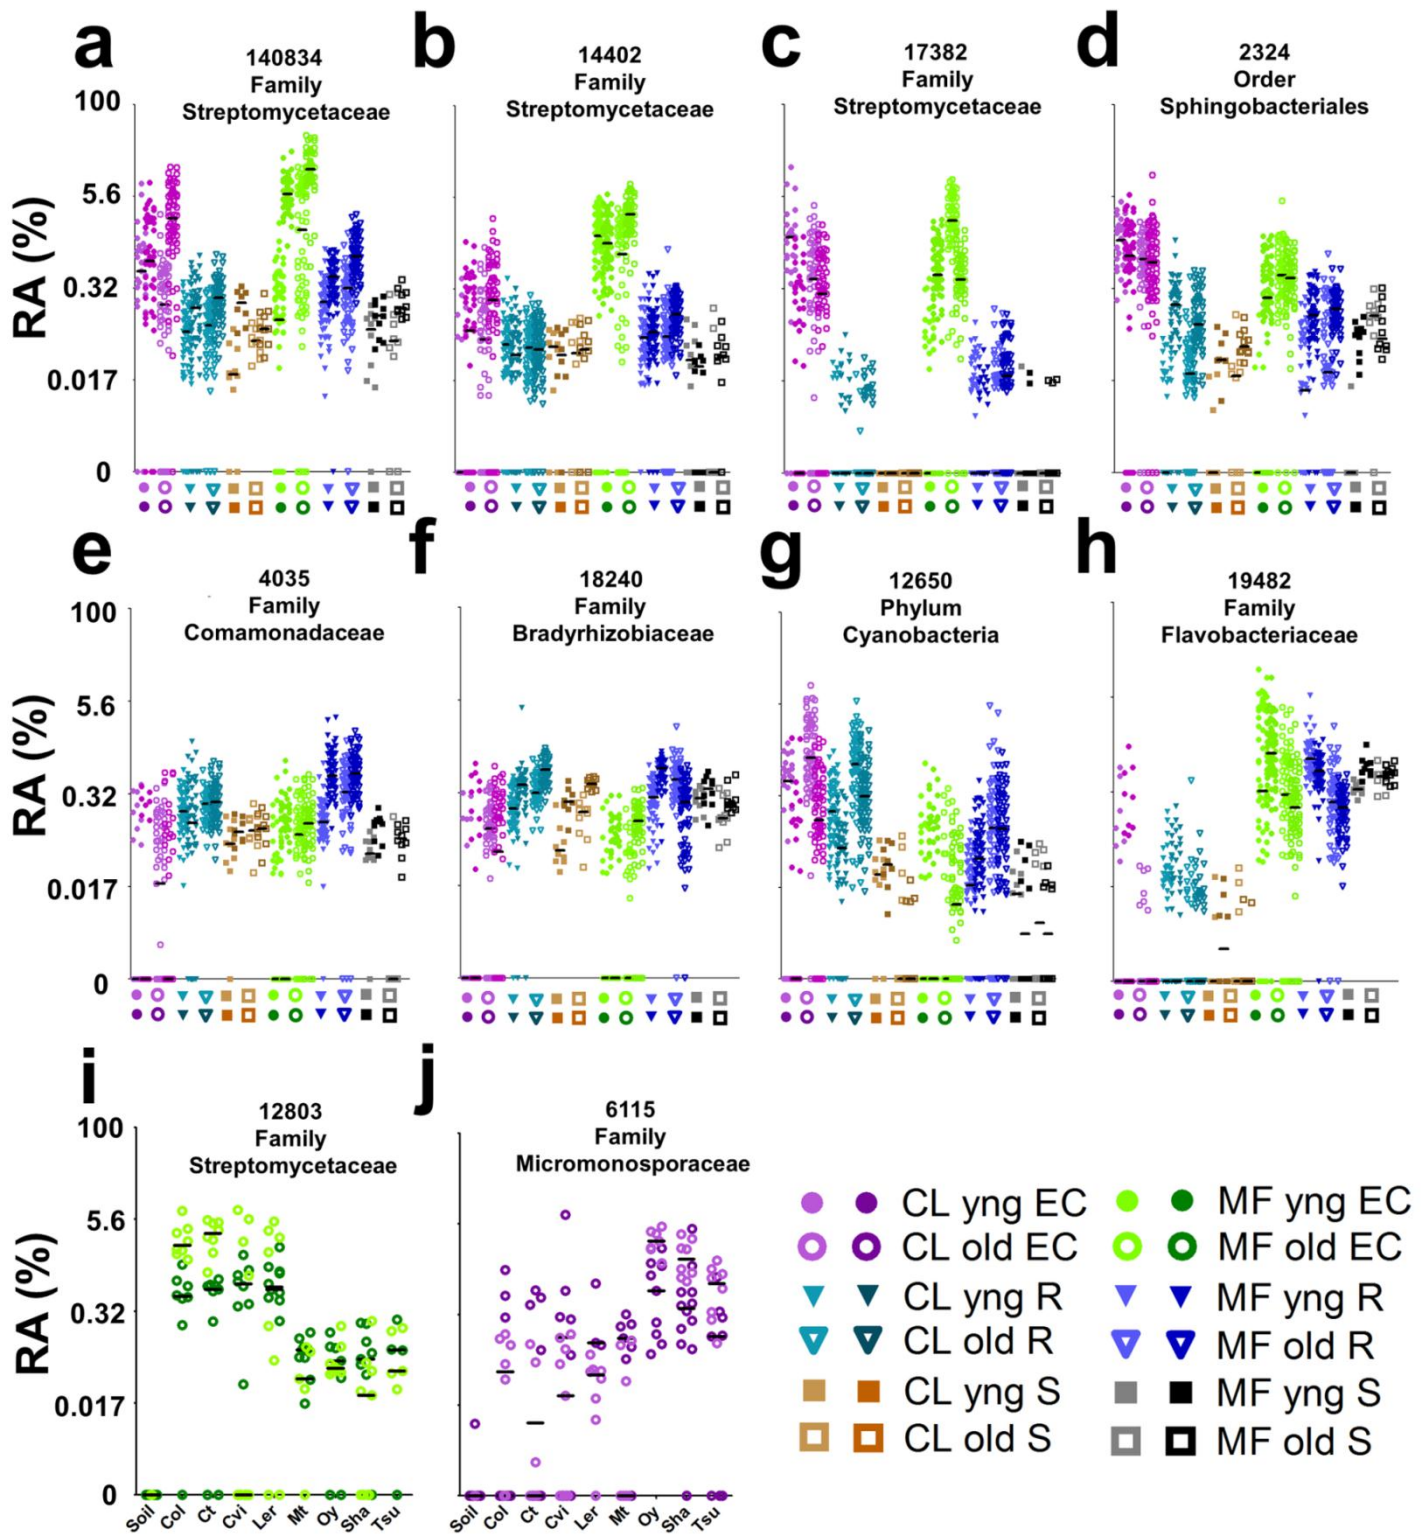 a
140834
Family
Streptomycetaceae
b
14402
Family
Streptomycetaceae
c
17382
Family
Streptomycetaceae
d
2324
Order
Sphingobacteriales
RA (%)
100
5.6
0.32
0.017
0
e
4035
Family
Comamonadaceae
f
18240
Family
Bradyrhizobiaceae
g
12650
Phylum
Cyanobacteria
h
19482
Family
Flavobacteriaceae
RA (%)
100
5.6
0.32
0.017
0
i
12803
Family
Streptomycetaceae
j
6115
Family
Micromonosporaceae
RA (%)
100
5.6
0.32
0.017
0
Soil Col Ct Cvi Ler Mt Oy Sha Tsu
Soil Col Ct Cvi Ler Mt Oy Sha Tsu
CL yng EC
CL old EC
CL yng R
CL old R
CL yng S
CL old S
MF yng EC
MF old EC
MF yng R
MF old R
MF yng S
MF old S